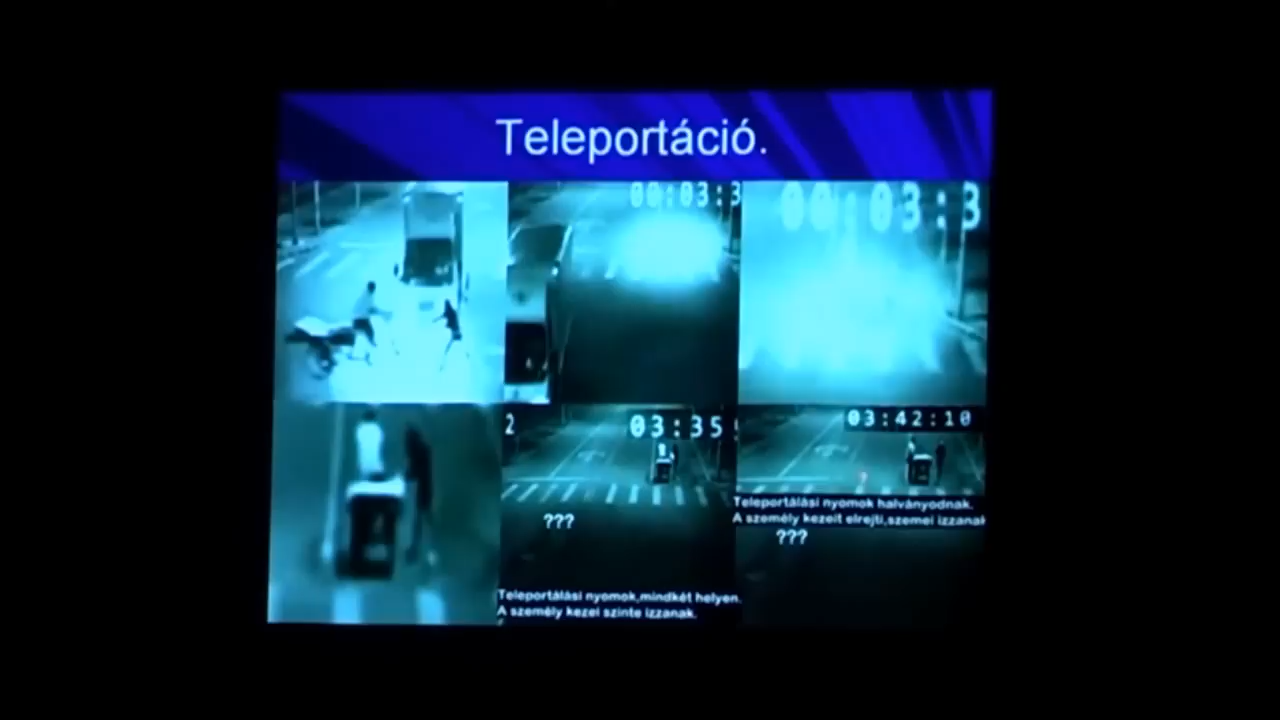 Teleportáció.
00:03:3
00:03:3
2
03:35
03:42:10
Teleportálási nyomok halványodnak.
A személy kezeit elrejti,szemei izzanak
???
???
Teleportálási nyomok,mindkét helyen.
A személy kezei szinte izzanak.